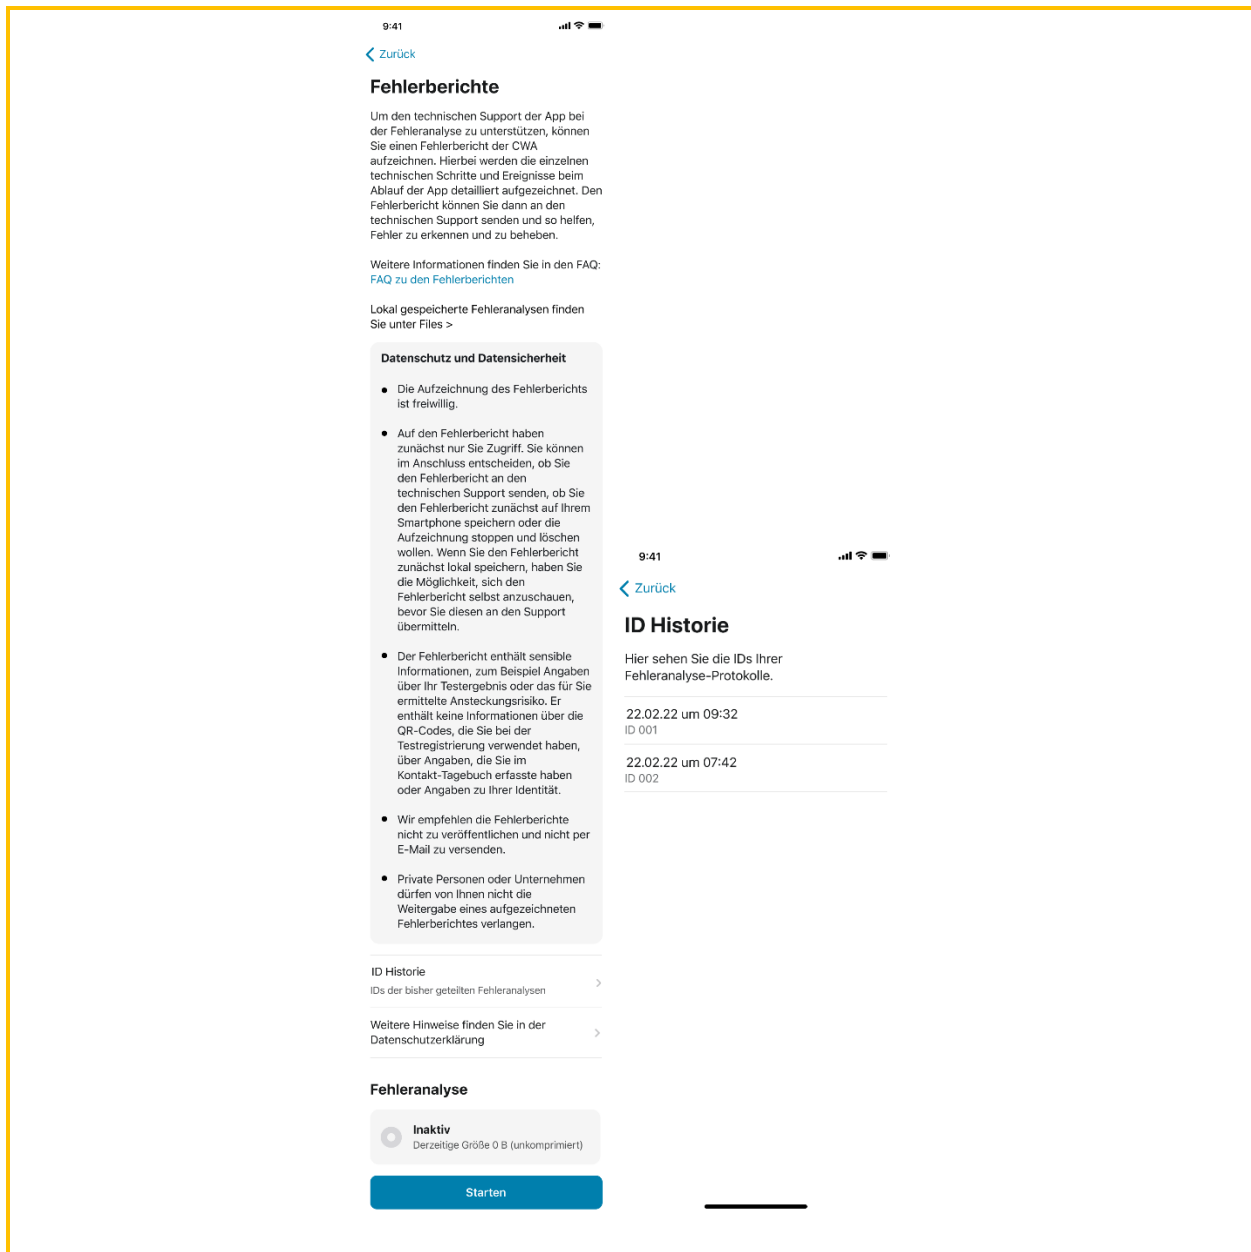 9:41
Zurück
Fehlerberichte
Um den technischen Support der App bei
der Fehleranalyse zu unterstützen, können
Sie einen Fehlerbericht der CWA
aufzeichnen. Hierbei werden die einzelnen
technischen Schritte und Ereignisse beim
Ablauf der App detailliert aufgezeichnet. Den
Fehlerbericht können Sie dann an den
technischen Support senden und so helfen,
Fehler zu erkennen und zu beheben.
Weitere Informationen finden Sie in den FAQ:
FAQ zu den Fehlerberichten
Lokal gespeicherte Fehleranalysen finden
Sie unter Files >
Datenschutz und Datensicherheit
• Die Aufzeichnung des Fehlerberichts
ist freiwillig.
• Auf den Fehlerbericht haben
zunächst nur Sie Zugriff. Sie können
im Anschluss entscheiden, ob Sie
den Fehlerbericht an den
technischen Support senden, ob Sie
den Fehlerbericht zunächst auf Ihrem
Smartphone speichern oder die
Aufzeichnung stoppen und löschen
wollen. Wenn Sie den Fehlerbericht
zunächst lokal speichern, haben Sie
die Möglichkeit, sich den
Fehlerbericht selbst anzuschauen,
bevor Sie diesen an den Support
übermitteln.
• Der Fehlerbericht enthält sensible
Informationen, zum Beispiel Angaben
über Ihr Testergebnis oder das für Sie
ermittelte Ansteckungsrisiko. Er
enthält keine Informationen über die
QR-Codes, die Sie bei der
Testregistrierung verwendet haben,
über Angaben, die Sie im
Kontakt-Tagebuch erfasste haben
oder Angaben zu Ihrer Identität.
• Wir empfehlen die Fehlerberichte
nicht zu veröffentlichen und nicht per
E-Mail zu versenden.
• Private Personen oder Unternehmen
dürfen von Ihnen nicht die
Weitergabe eines aufgezeichneten
Fehlerberichtes verlangen.
ID Historie
IDs der bisher geteilten Fehleranalysen
Weitere Hinweise finden Sie in der
Datenschutzerklärung
Fehleranalyse
Inaktiv
Derzeitige Größe 0 B (unkomprimiert)
Starten
9:41
Zurück
ID Historie
Hier sehen Sie die IDs Ihrer
Fehleranalyse-Protokolle.
22.02.22 um 09:32
ID 001
22.02.22 um 07:42
ID 002